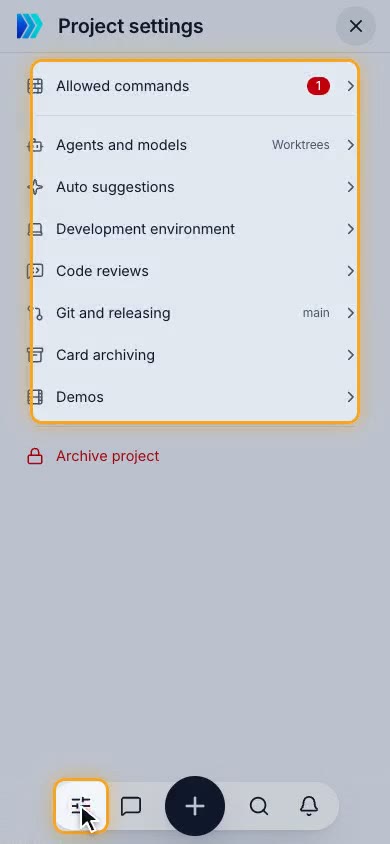 Project settings
Allowed commands 1
Agents and models Worktrees
Auto suggestions
Development environment
Code reviews
Git and releasing main
Card archiving
Demos
Archive project